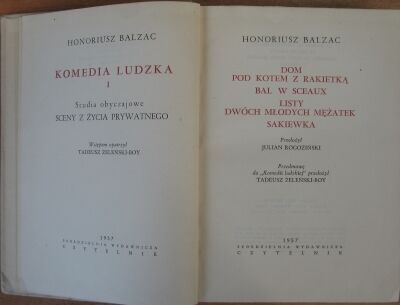 HONORIUSZ BALZAC
KOMEDIA LUDZKA
I
Studia obyczajowe
SCENY Z ŻYCIA PRYWATNEGO
Wstępem opatrzył
TADEUSZ ŻELEŃSKI-BOY
1957
SPÓŁDZIELNIA WYDAWNICZA
CZYTELNIK
HONORIUSZ BALZAC
DOM
POD KOTEM Z RAKIETKĄ
BAL W SCEAUX
LISTY
DWÓCH MŁODYCH MĘŻATEK
SAKIEWKA
Przełożył
JULIAN ROGOZIŃSKI
Przedmowę
do „Komedii Ludzkiej" przełożył
TADEUSZ ŻELEŃSKI-BOY
1957
SPÓŁDZIELNIA WYDAWNICZA
CZYTELNIK